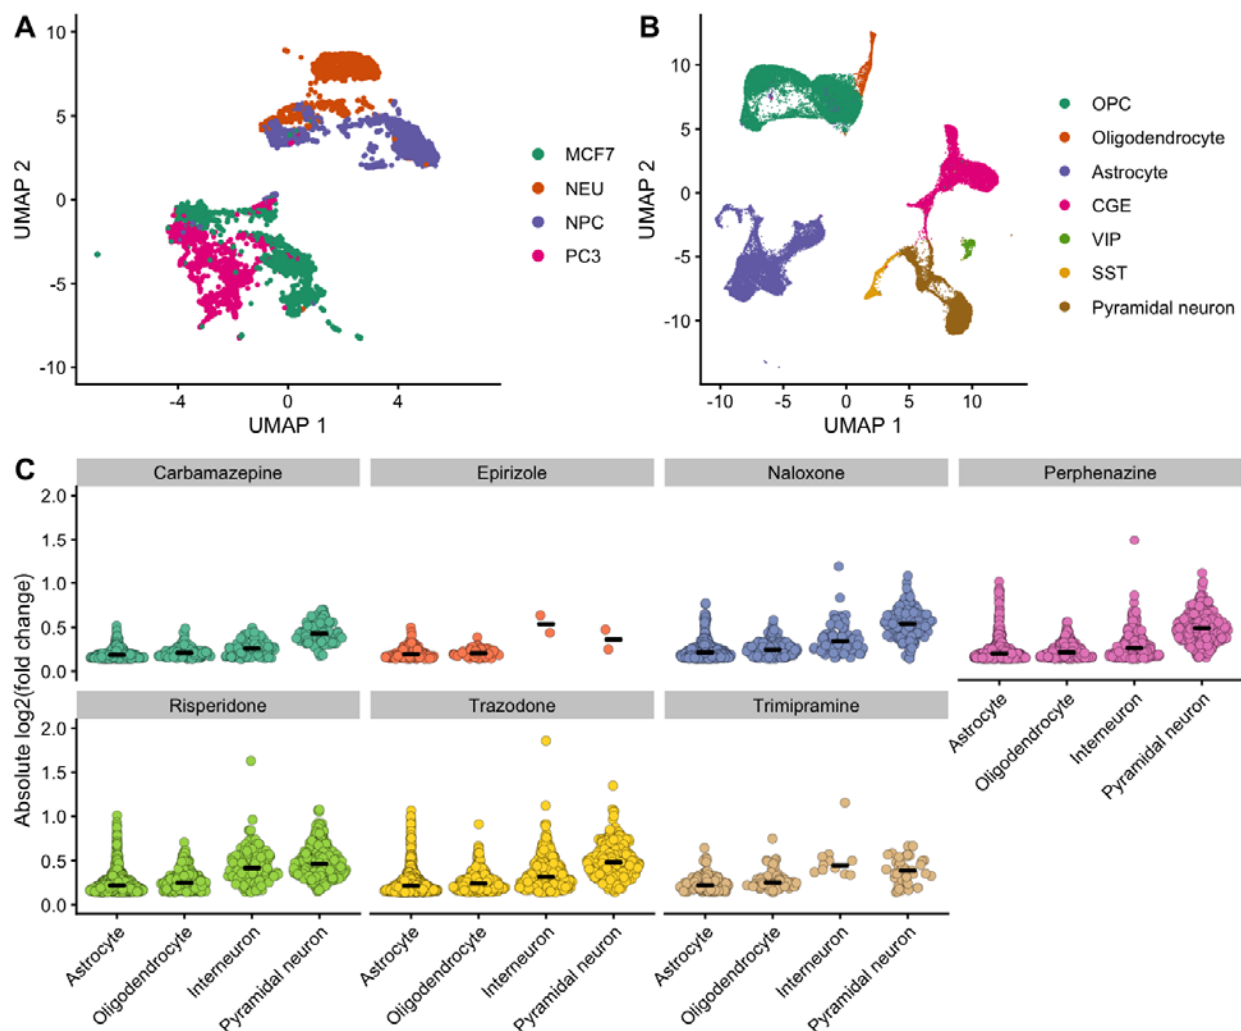 A
10
5
0
-5
-10
UMAP 2
-4
0
4
UMAP 1
MCF7
NEU
NPC
PC3
B
10
5
0
-5
-10
UMAP 2
-10
-5
0
5
10
UMAP 1
OPC
Oligodendrocyte
Astrocyte
CGE
VIP
SST
Pyramidal neuron
C
Carbamazepine
Epirizole
Naloxone
Perphenazine
2.0
1.5
1.0
0.5
0.0
Absolute log2(fold change)
Astrocyte
Oligodendrocyte
Interneuron
Pyramidal neuron
Risperidone
Trazodone
Trimipramine
2.0
1.5
1.0
0.5
0.0
Astrocyte
Oligodendrocyte
Interneuron
Pyramidal neuron
Astrocyte
Oligodendrocyte
Interneuron
Pyramidal neuron
Astrocyte
Oligodendrocyte
Interneuron
Pyramidal neuron